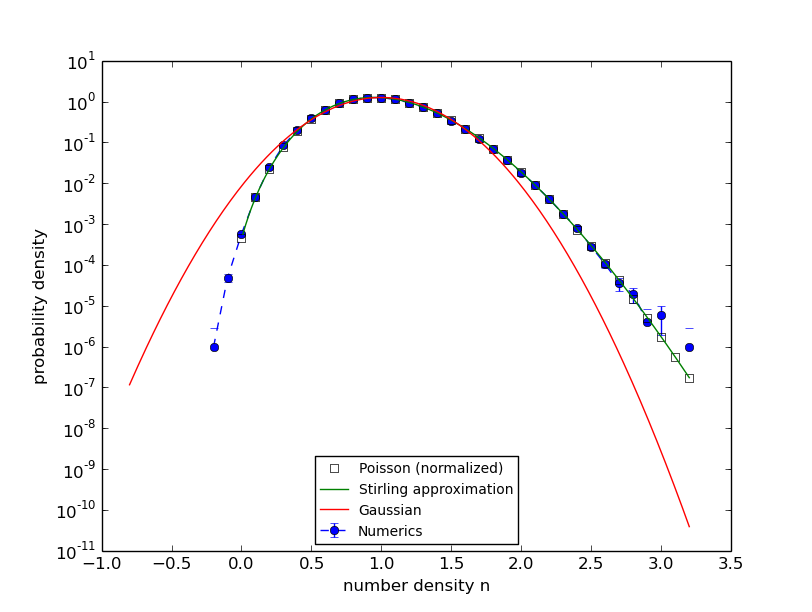 10^1
10^0
10^-1
10^-2
10^-3
10^-4
10^-5
10^-6
10^-7
10^-8
10^-9
10^-10
10^-11
probability density
Poisson (normalized)
Stirling approximation
Gaussian
Numerics
−1.0 −0.5 0.0 0.5 1.0 1.5 2.0 2.5 3.0 3.5
number density n